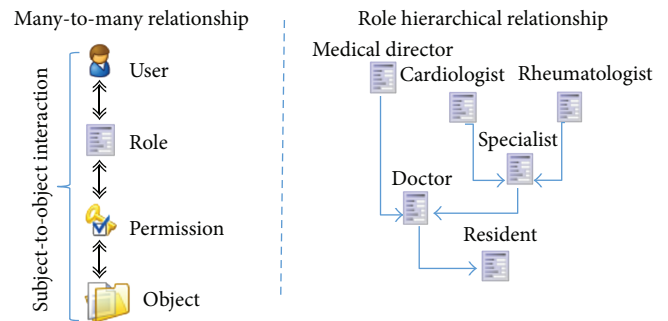 Many-to-many relationship
Subject-to-object interaction
User
Role
Permission
Object
Role hierarchical relationship
Medical director
Cardiologist
Rheumatologist
Specialist
Doctor
Resident